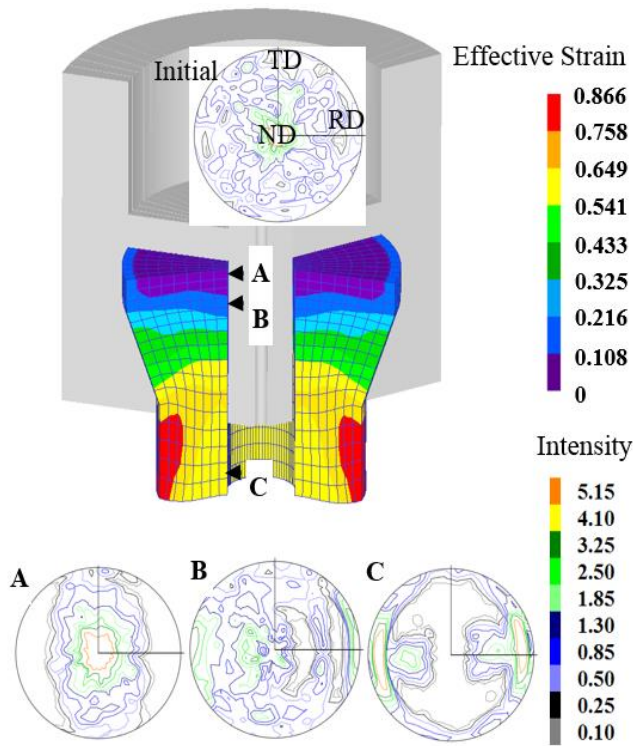 TD
Initial
RD
ND
Effective Strain
0.866
0.758
0.649
0.541
0.433
0.325
0.216
0.108
0
A
B
C
Intensity
5.15
4.10
3.25
2.50
1.85
1.30
0.85
0.50
0.25
0.10
A
B
C